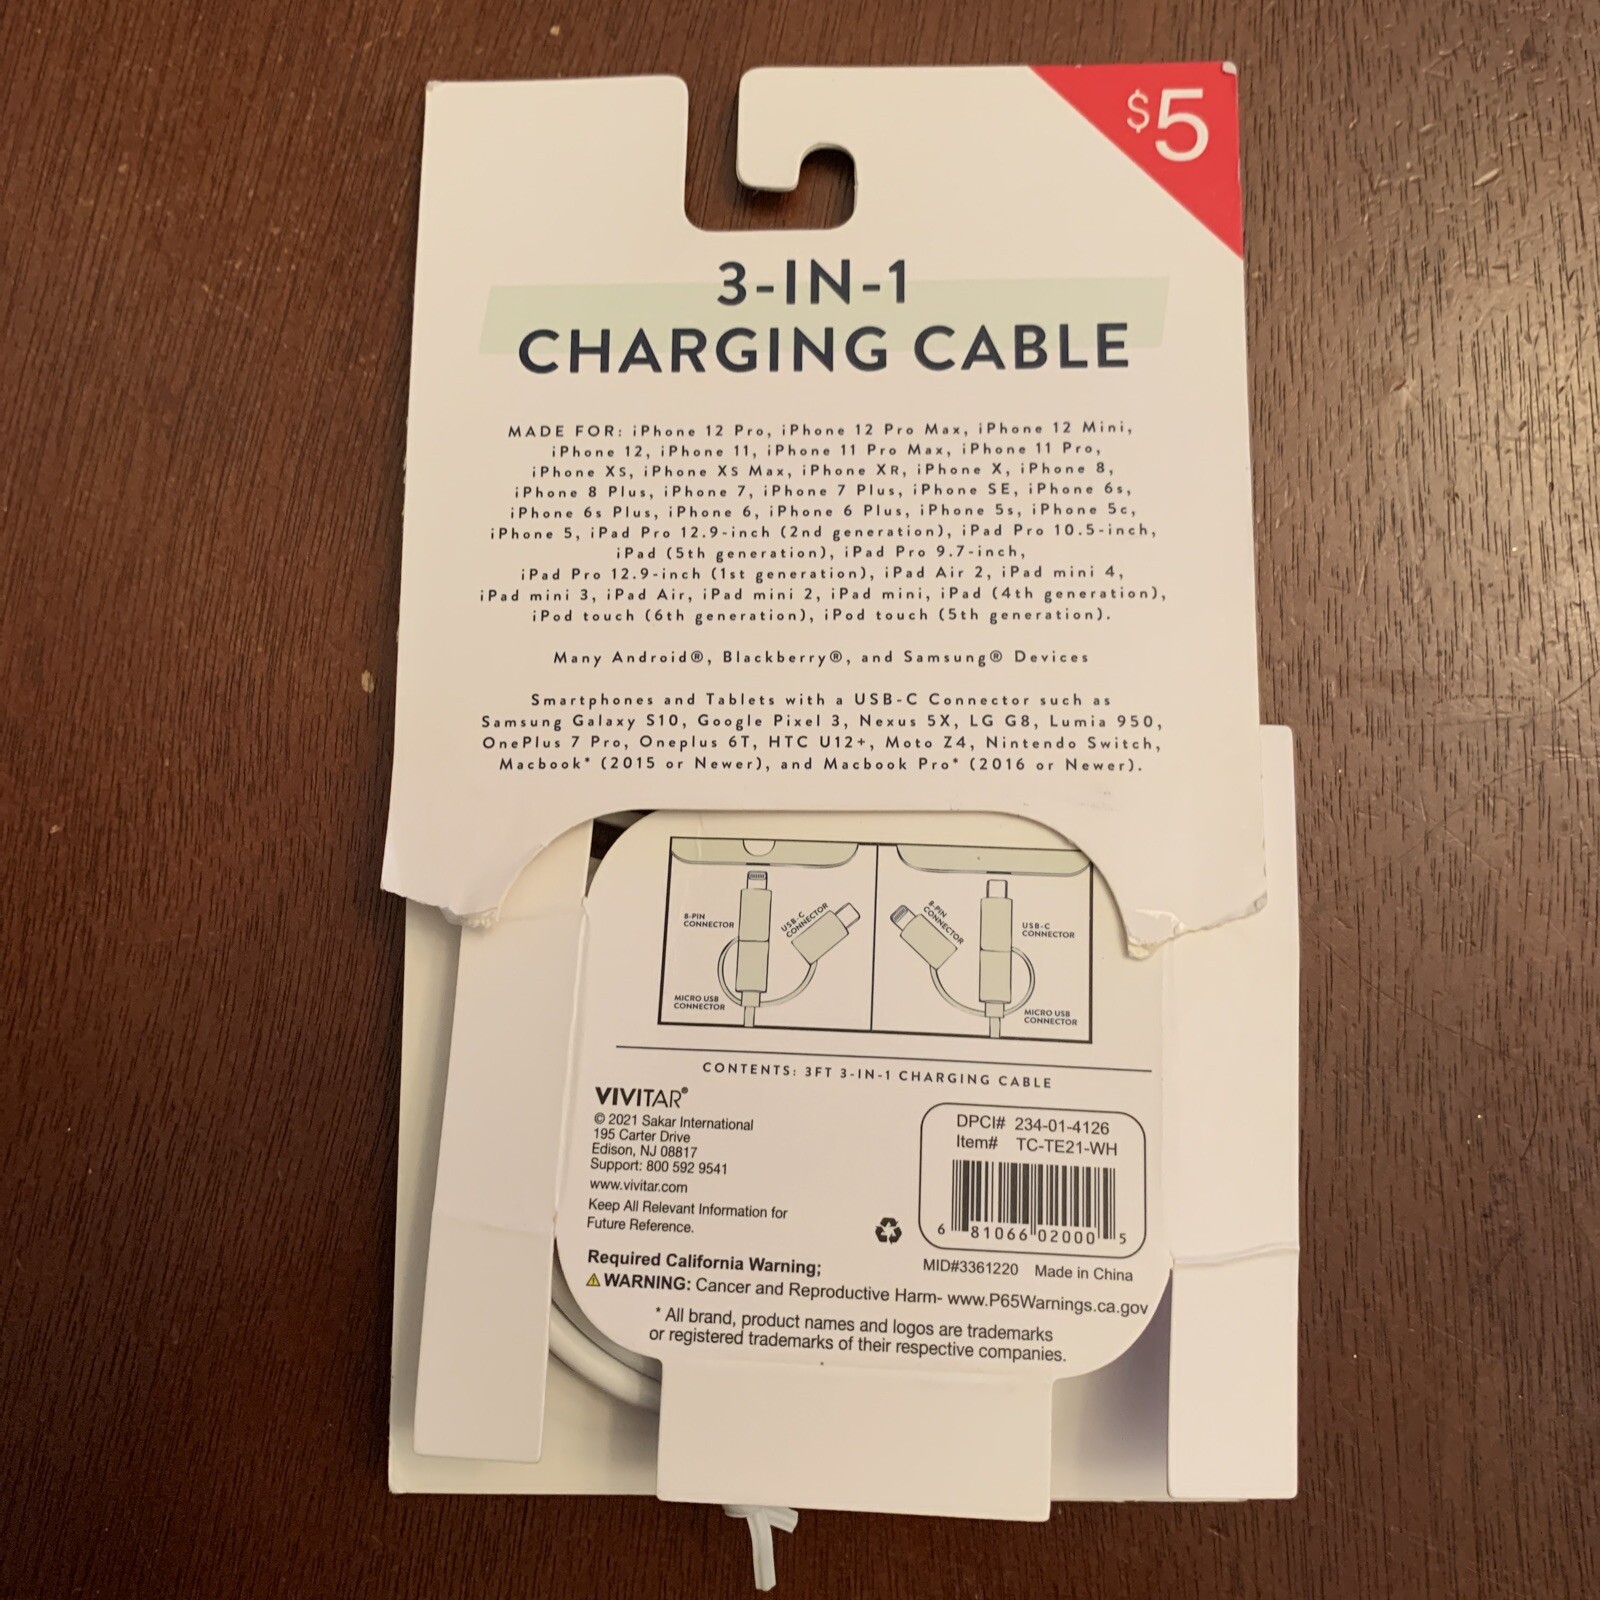 $5
3-IN-1
CHARGING CABLE
MADE FOR: iPhone 12 Pro, iPhone 12 Pro Max, iPhone 12 Mini,
iPhone 12, iPhone 11, iPhone 11 Pro Max, iPhone 11 Pro,
iPhone XS, iPhone XS Max, iPhone XR, iPhone X, iPhone 8,
iPhone 8 Plus, iPhone 7, iPhone 7 Plus, iPhone SE, iPhone 6s,
iPhone 6s Plus, iPhone 6, iPhone 6 Plus, iPhone 5s, iPhone 5c,
iPhone 5, iPad Pro 12.9-inch (2nd generation), iPad Pro 10.5-inch,
iPad (5th generation), iPad Pro 9.7-inch,
iPad Pro 12.9-inch (1st generation), iPad Air 2, iPad mini 4,
iPad mini 3, iPad Air, iPad mini 2, iPad mini, iPad (4th generation),
iPod touch (6th generation), iPod touch (5th generation).
Many Android®, Blackberry®, and Samsung® Devices
Smartphones and Tablets with a USB-C Connector such as
Samsung Galaxy S10, Google Pixel 3, Nexus 5X, LG G8, Lumia 950,
OnePlus 7 Pro, Oneplus 6T, HTC U12+, Moto Z4, Nintendo Switch,
Macbook* (2015 or Newer), and Macbook Pro* (2016 or Newer).
8-PIN
CONNECTOR
USB-C
CONNECTOR
MICRO USB
CONNECTOR
8-PIN
CONNECTOR
USB-C
CONNECTOR
MICRO USB
CONNECTOR
CONTENTS: 3FT 3-IN-1 CHARGING CABLE
VIVITAR®
© 2021 Sakar International
195 Carter Drive
Edison, NJ 08817
Support: 800 592 9541
www.vivitar.com
Keep All Relevant Information for
Future Reference.
DPCI# 234-01-4126
Item# TC-TE21-WH
6 81066 02000 5
MID#3361220 Made in China
Required California Warning;
⚠ WARNING: Cancer and Reproductive Harm- www.P65Warnings.ca.gov
* All brand, product names and logos are trademarks
or registered trademarks of their respective companies.